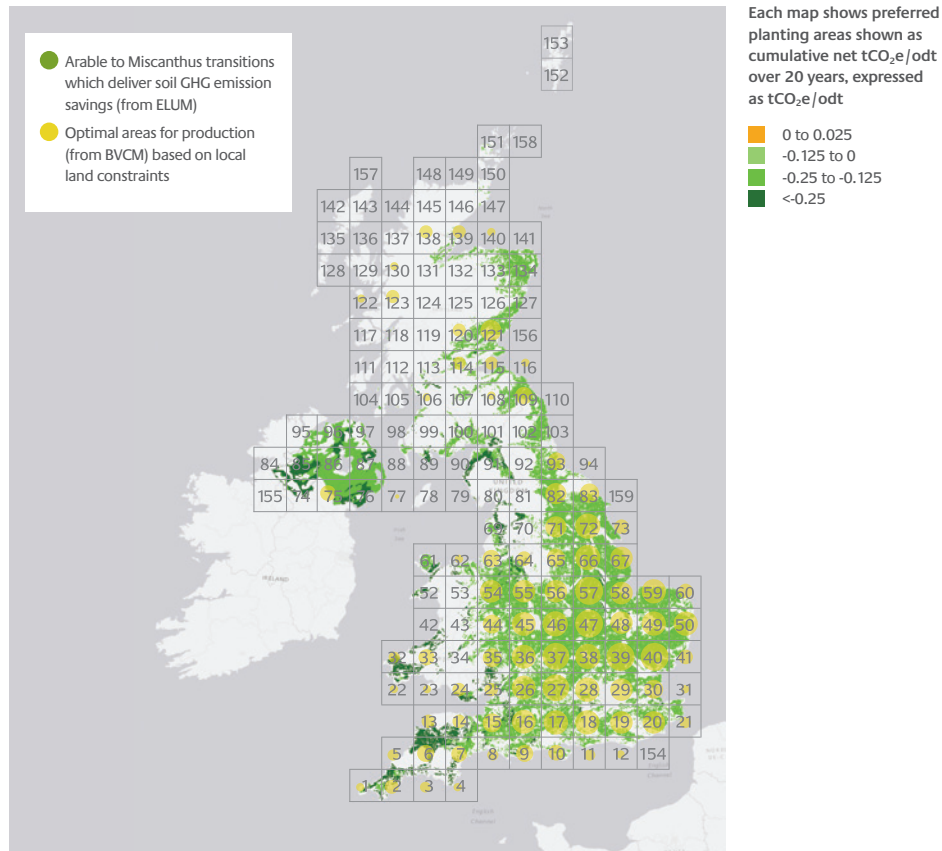 Each map shows preferred
planting areas shown as
cumulative net tCO₂e/odt
over 20 years, expressed
as tCO₂e/odt
0 to 0.025
-0.125 to 0
-0.25 to -0.125
<-0.25
Arable to Miscanthus transitions
which deliver soil GHG emission
savings (from ELUM)
Optimal areas for production
(from BVCM) based on local
land constraints
153
152
151 158
157 148 149 150
142 143 144 145 146 147
135 136 137 138 139 140 141
128 129 130 131 132 133 134
122 123 124 125 126 127
117 118 119 120 121 156
111 112 113 114 115 116
104 105 106 107 108 109 110
95 96 97 98 99 100 101 102 103
84 85 86 87 88 89 90 91 92 93 94
155 74 75 76 77 78 79 80 81 82 83 159
UNITED
69 70 71 72 73
61 62 63 64 65 66 67
IRELAND
52 53 54 55 56 57 58 59 60
42 43 44 45 46 47 48 49 50
32 33 34 35 36 37 38 39 40 41
22 23 24 25 26 27 28 29 30 31
13 14 15 16 17 18 19 20 21
5 6 7 8 9 10 11 12 154
English
Channel
1 2 3 4
English
Channel